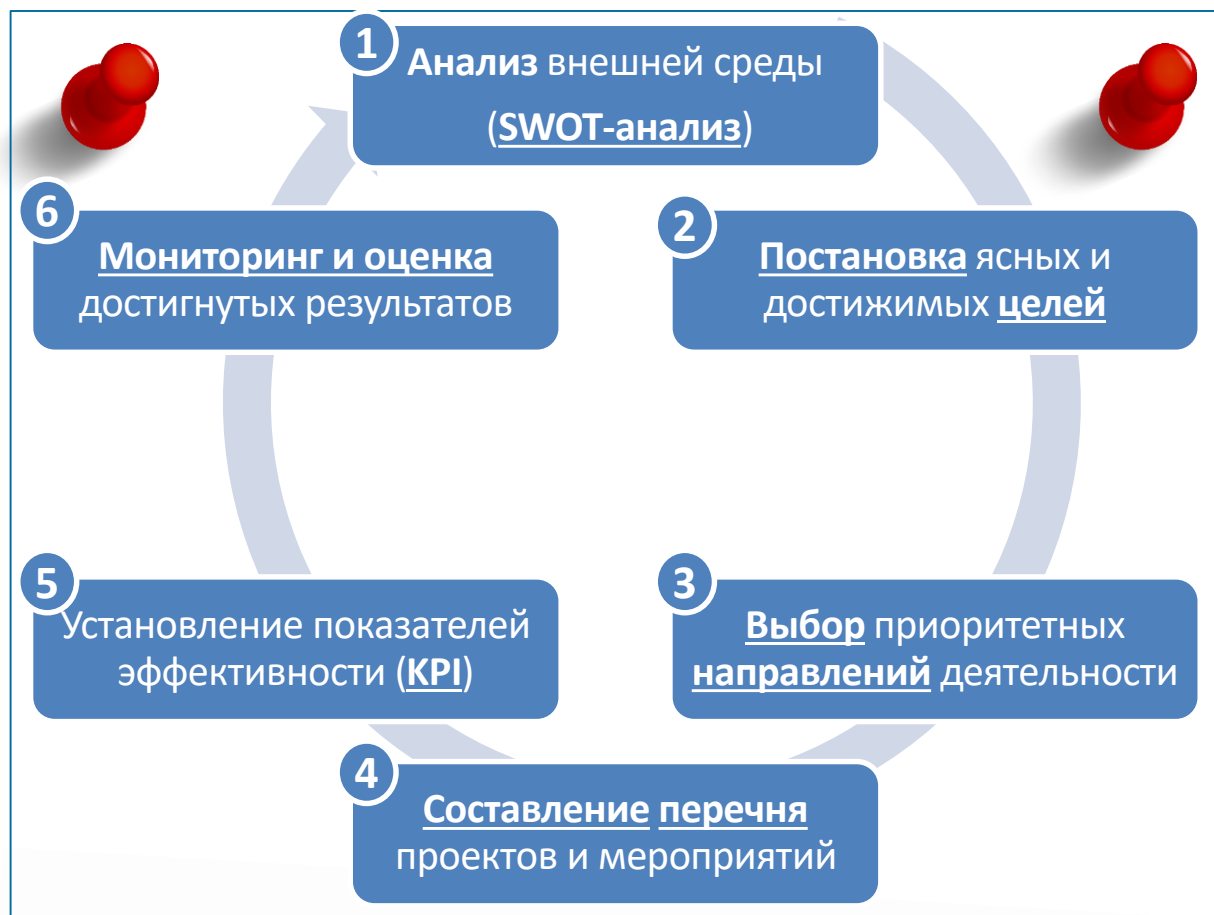 1
Анализ внешней среды
(SWOT-анализ)
2
Постановка ясных и
достижимых целей
3
Выбор приоритетных
направлений деятельности
4
Составление перечня
проектов и мероприятий
5
Установление показателей
эффективности (KPI)
6
Мониторинг и оценка
достигнутых результатов